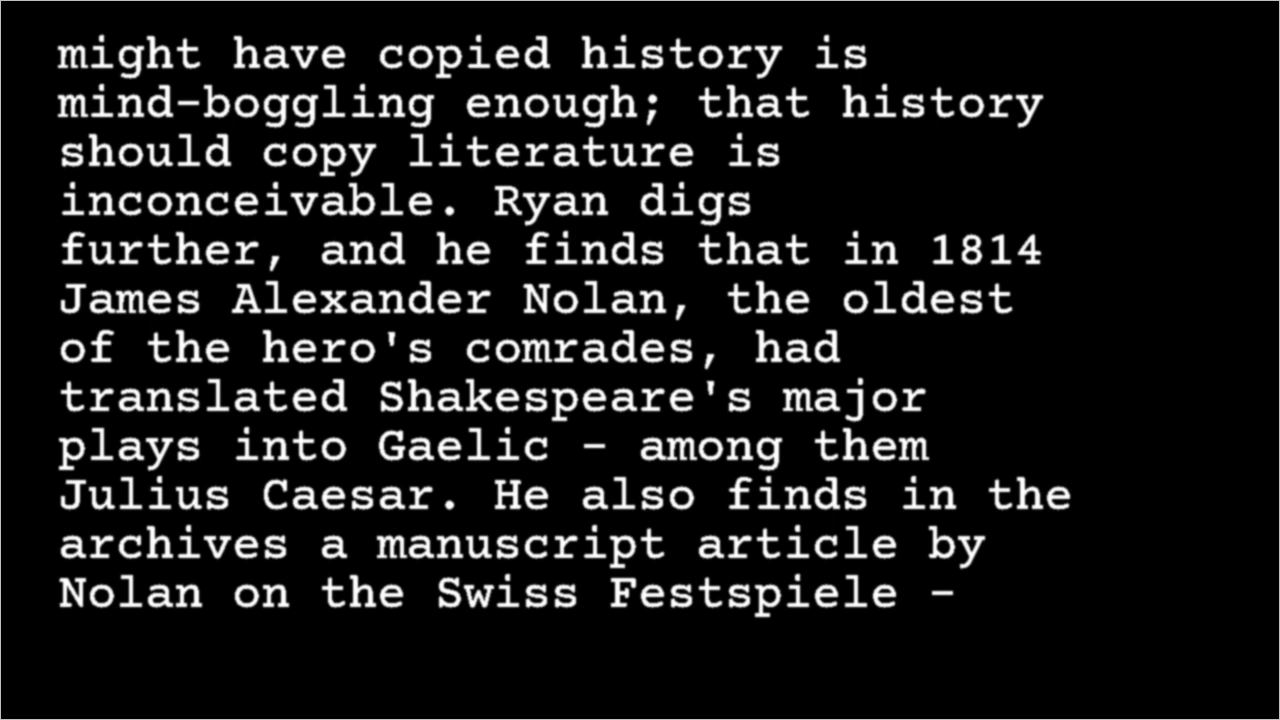 might have copied history is
mind-boggling enough; that history
should copy literature is
inconceivable. Ryan digs
further, and he finds that in 1814
James Alexander Nolan, the oldest
of the hero's comrades, had
translated Shakespeare's major
plays into Gaelic - among them
Julius Caesar. He also finds in the
archives a manuscript article by
Nolan on the Swiss Festspiele -